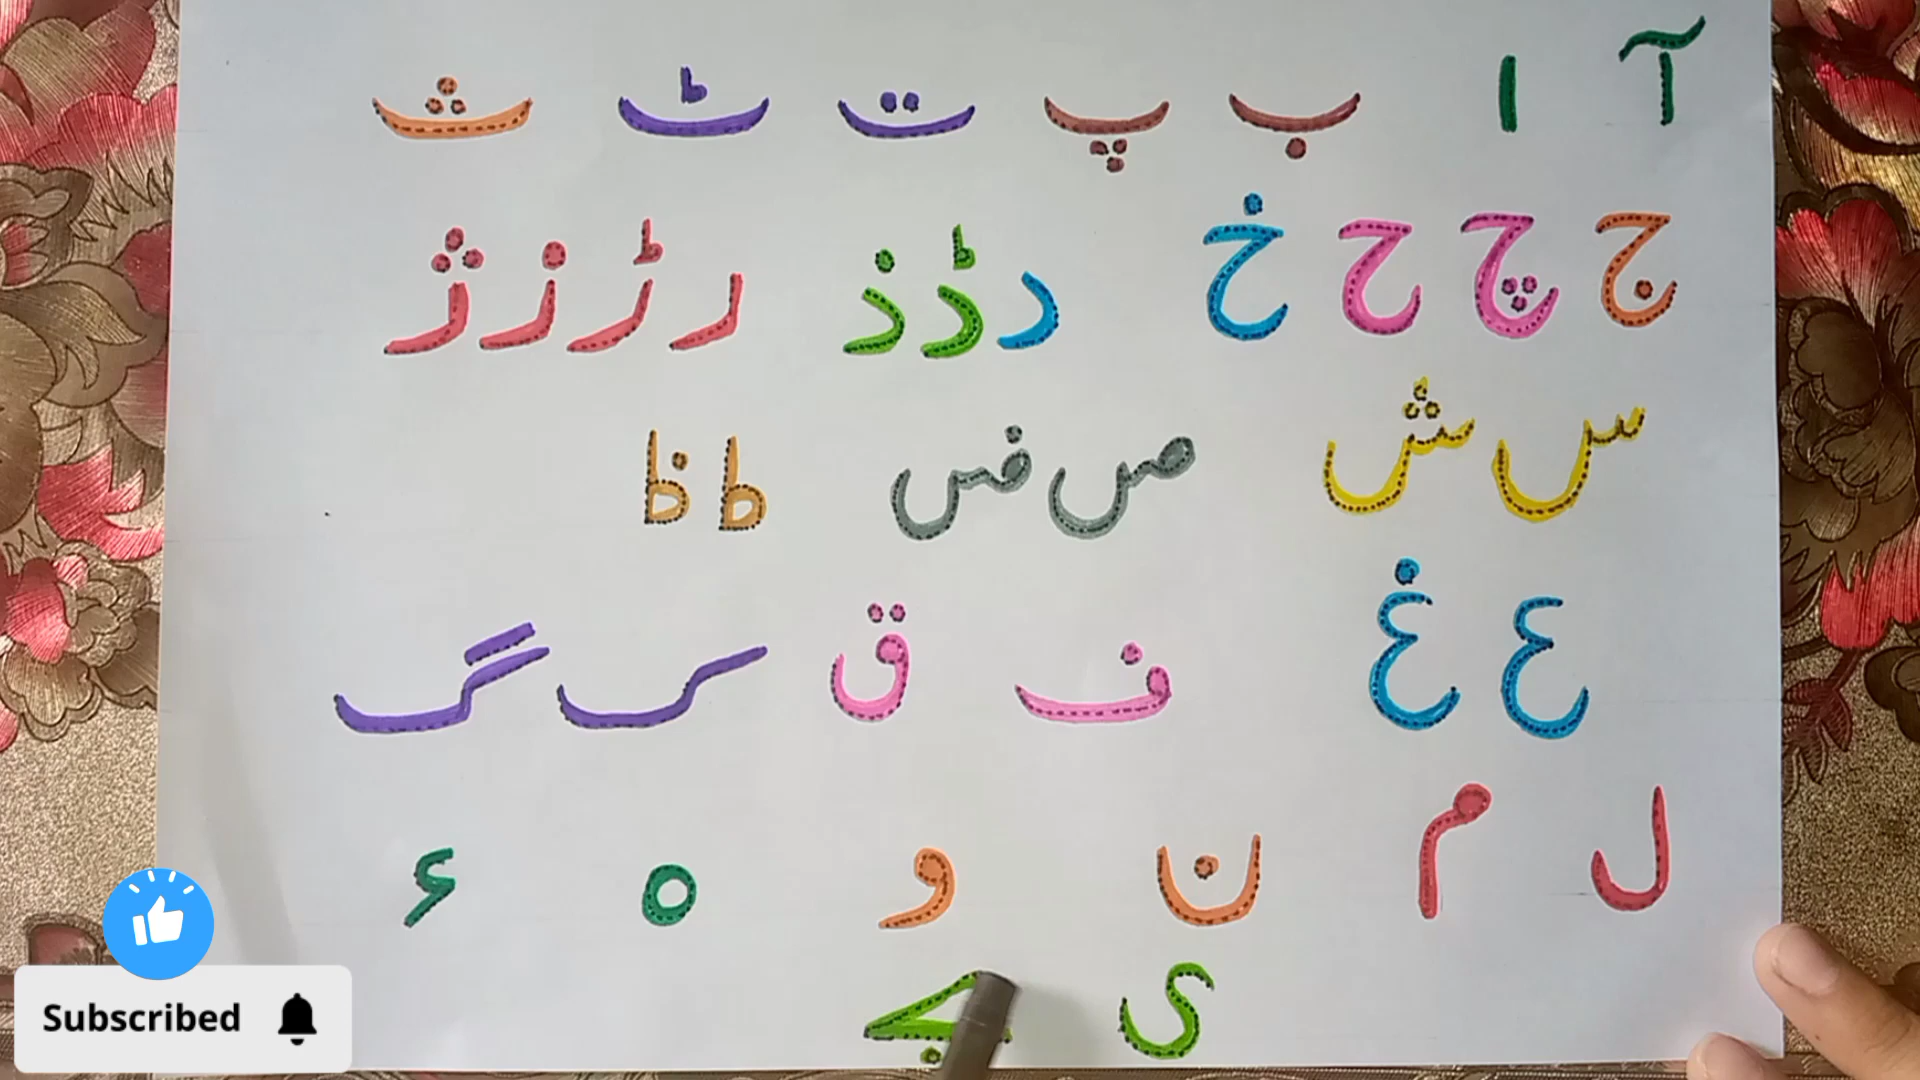 آ ا ب پ ت ٹ ث
ج چ ح خ د ڈ ذ ر ڑ ز ژ
س ش ص ض ط ظ
ع غ ف ق ک گ
ل م ن و ہ ء
ی ے
Subscribed